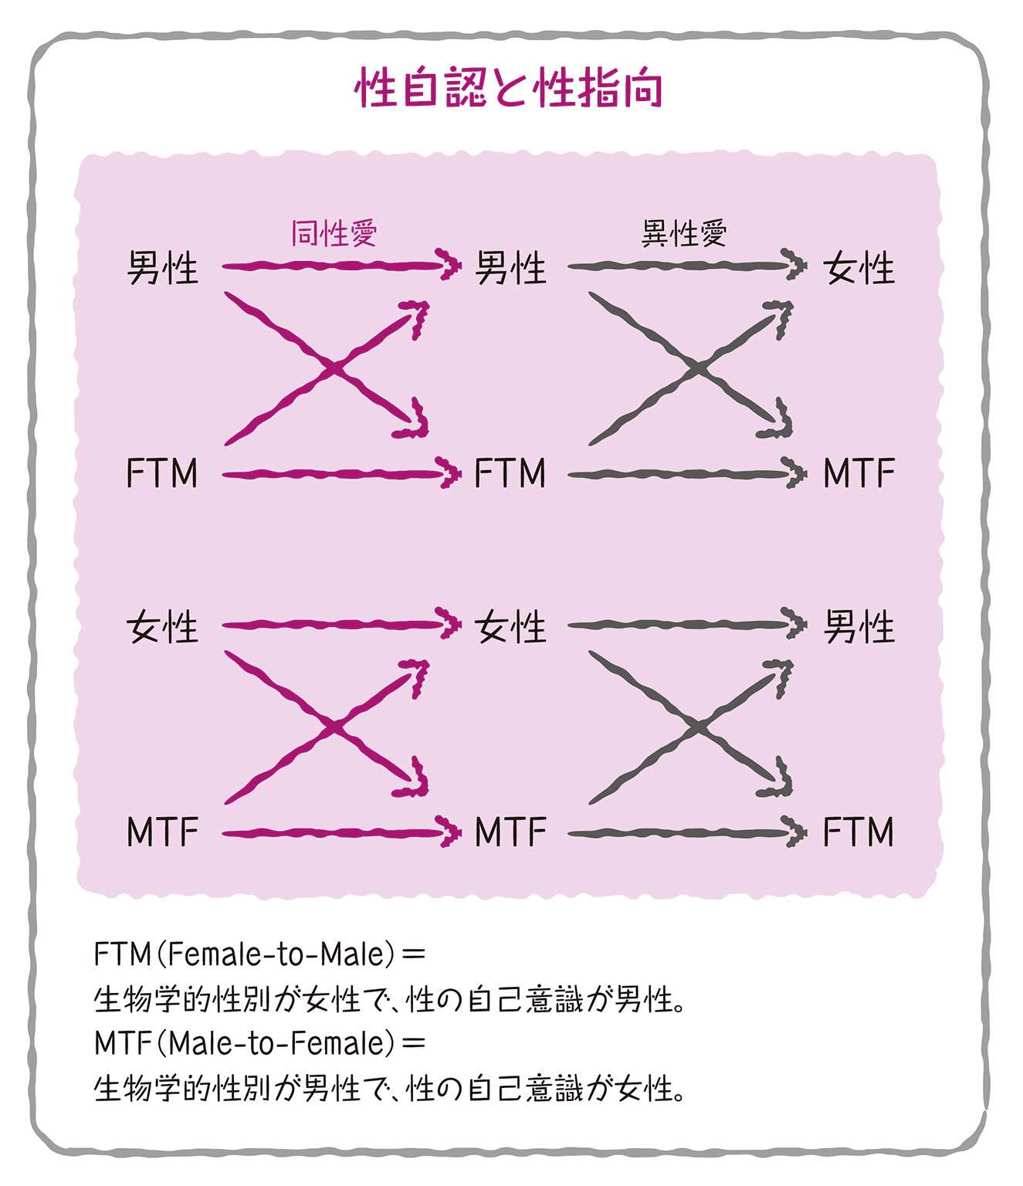 性自認と性指向
同性愛 異性愛
男性 男性 女性
FTM FTM MTF
女性 女性 男性
MTF MTF FTM
FTM(Female-to-Male)=
生物学的性別が女性で、性の自己意識が男性。
MTF(Male-to-Female)=
生物学的性別が男性で、性の自己意識が女性。